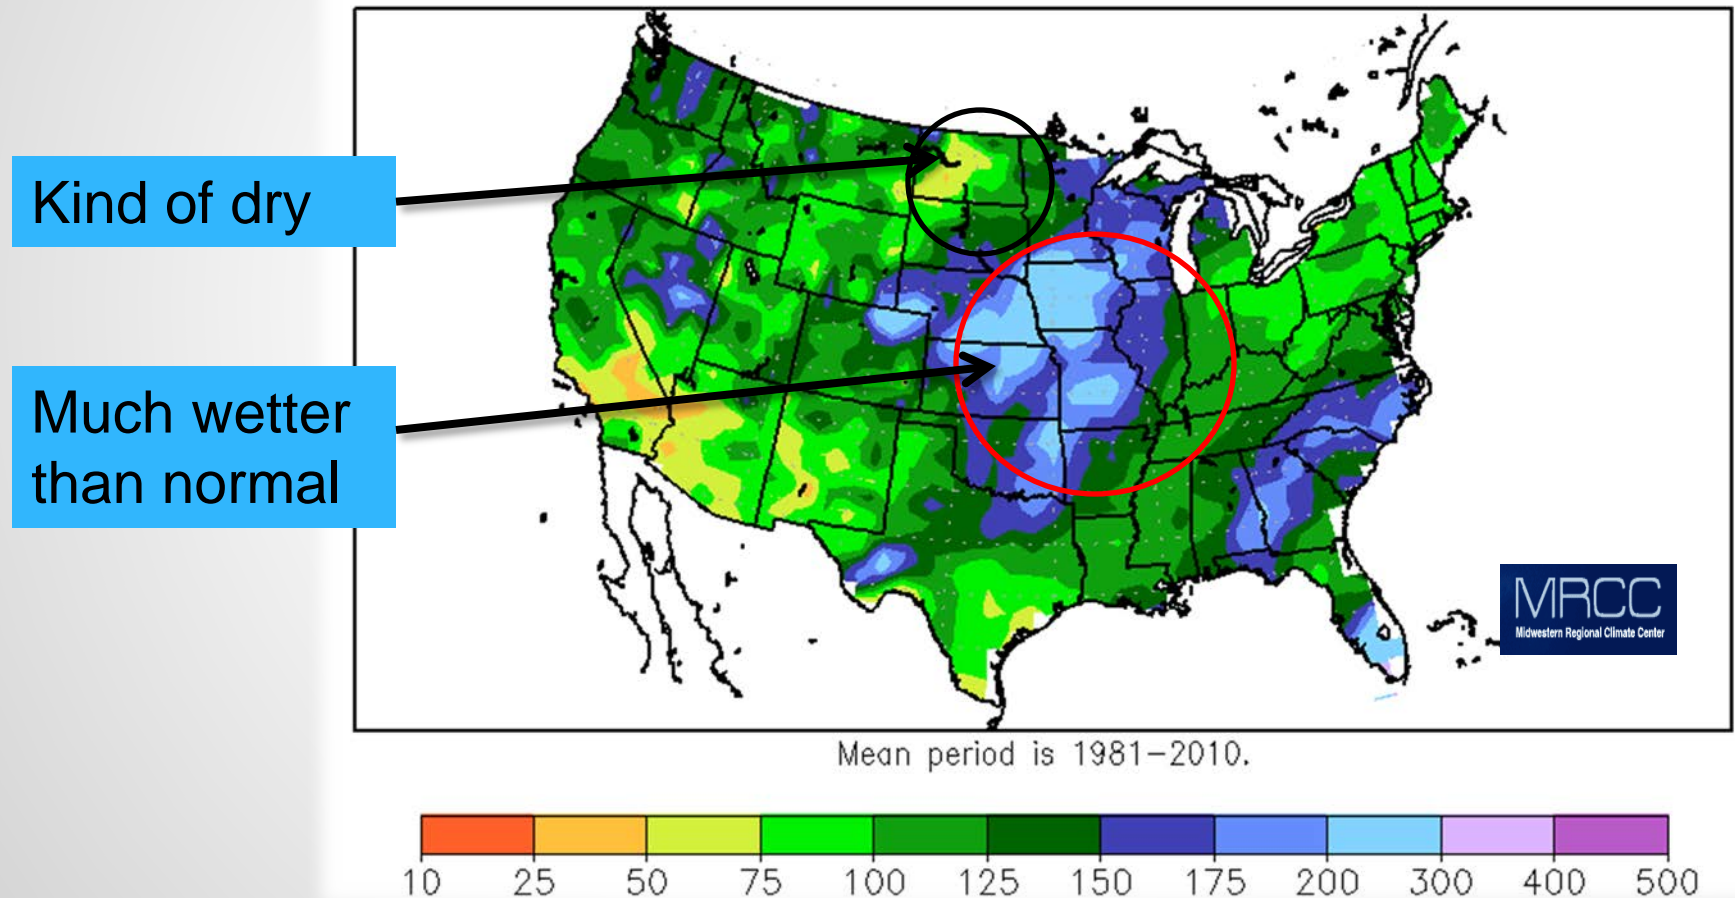 Kind of dry
Much wetter
than normal
MRCC
Midwestern Regional Climate Center
Mean period is 1981-2010.
10 25 50 75 100 125 150 175 200 300 400 500